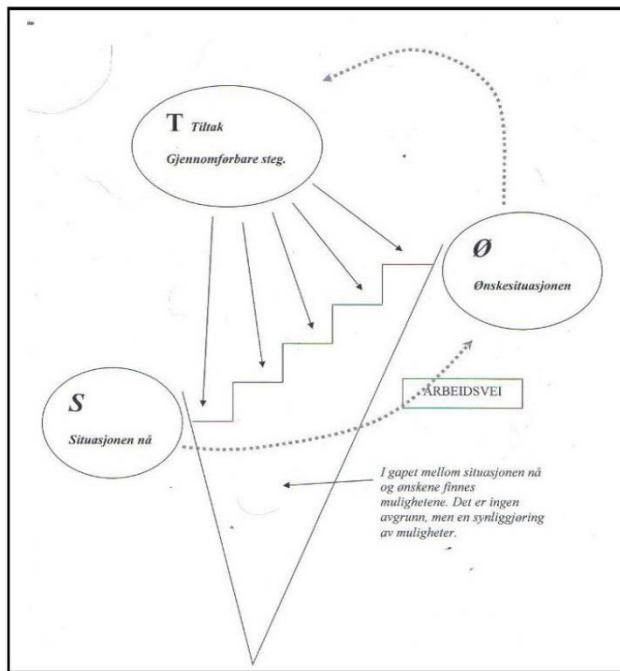 T Tiltak
Gjennomførbare steg.
Ø
Ønskesituasjonen
ARBEIDSVEI
S
Situasjonen nå
I gapet mellom situasjonen nå
og ønskene finnes
mulighetene. Det er ingen
avgrunn, men en synliggjøring
av muligheter.